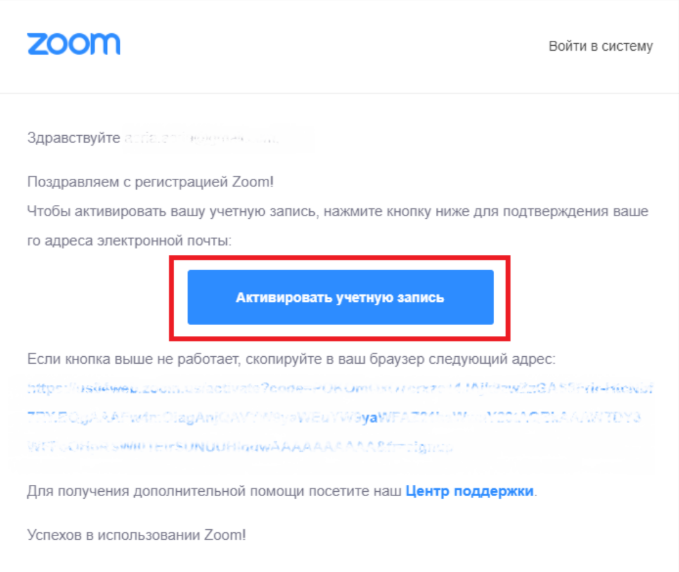 zoom
Войти в систему
Здравствуйте
Поздравляем с регистрацией Zoom!
Чтобы активировать вашу учетную запись, нажмите кнопку ниже для подтверждения ваше
го адреса электронной почты:
Активировать учетную запись
Если кнопка выше не работает, скопируйте в ваш браузер следующий адрес:
Для получения дополнительной помощи посетите наш Центр поддержки.
Успехов в использовании Zoom!